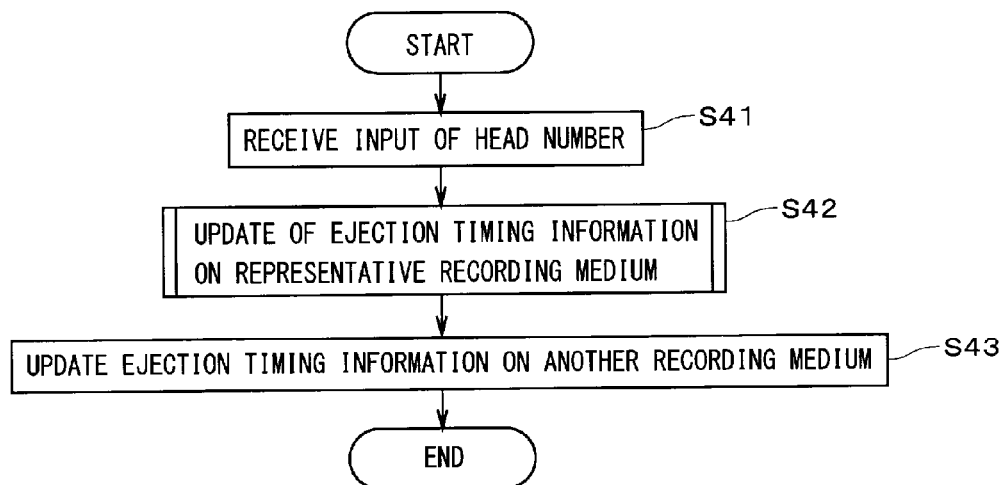 START
RECEIVE INPUT OF HEAD NUMBER
S41
UPDATE OF EJECTION TIMING INFORMATION
ON REPRESENTATIVE RECORDING MEDIUM
S42
UPDATE EJECTION TIMING INFORMATION ON ANOTHER RECORDING MEDIUM
S43
END